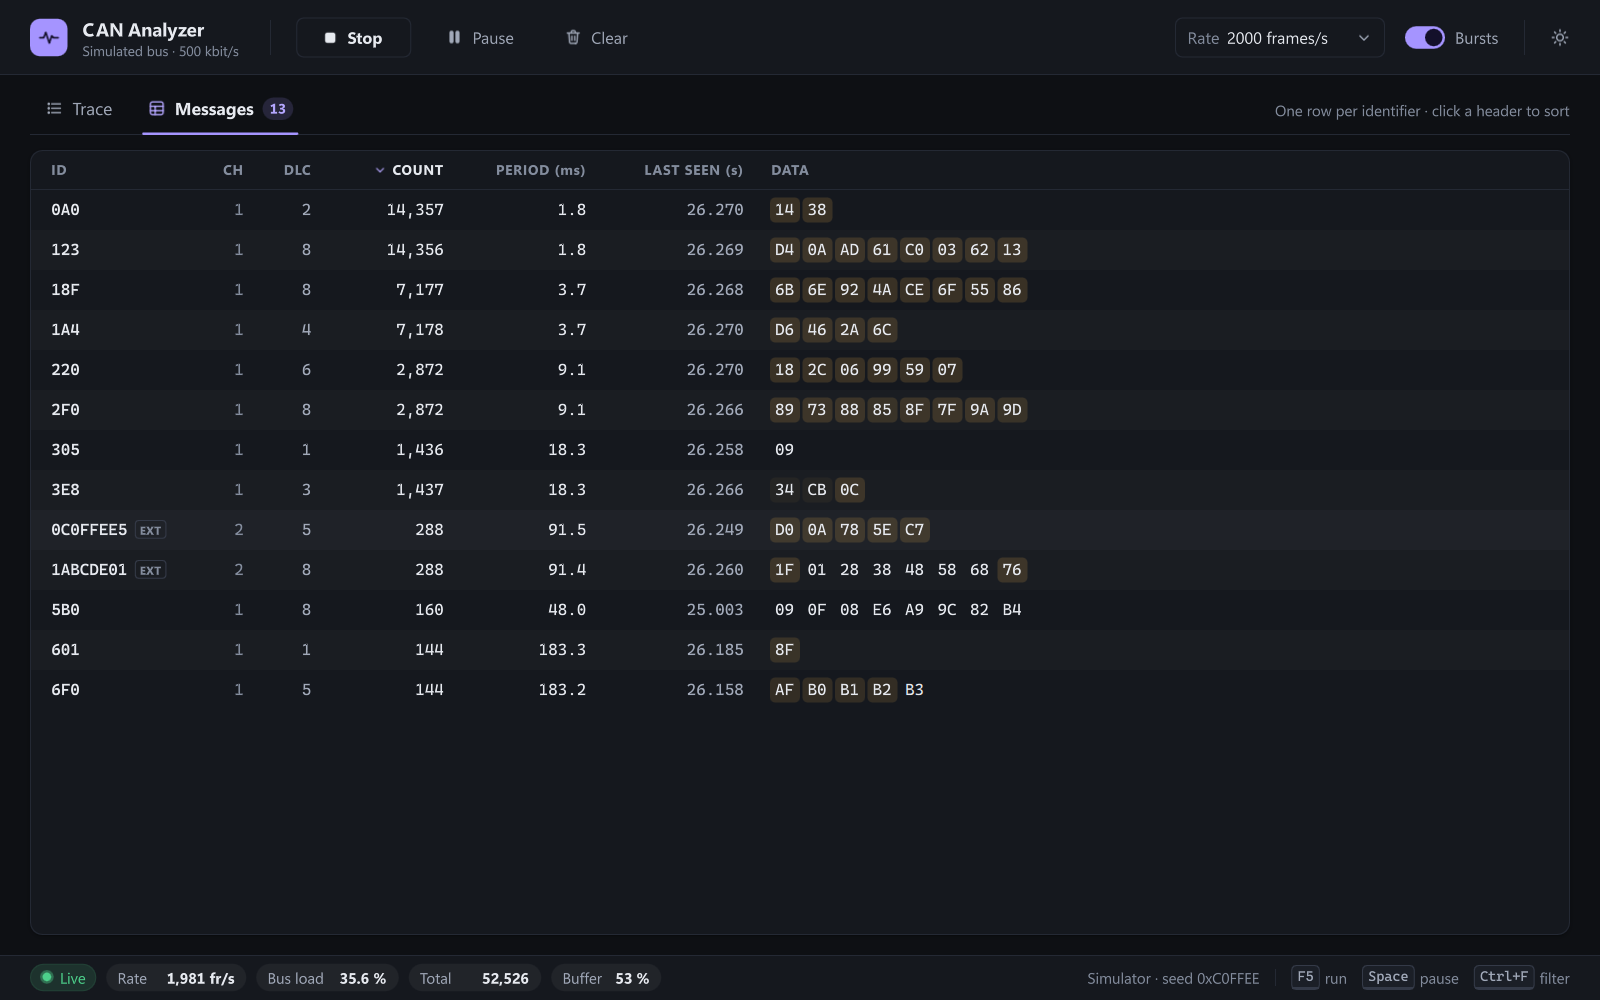 CAN Analyzer
Simulated bus · 500 kbit/s
Stop
Pause
Clear
Rate 2000 frames/s
Bursts
Trace
Messages 13
One row per identifier · click a header to sort
ID CH DLC COUNT PERIOD (ms) LAST SEEN (s) DATA
0A0 1 2 14,357 1.8 26.270 14 38
123 1 8 14,356 1.8 26.269 D4 0A AD 61 C0 03 62 13
18F 1 8 7,177 3.7 26.268 6B 6E 92 4A CE 6F 55 86
1A4 1 4 7,178 3.7 26.270 D6 46 2A 6C
220 1 6 2,872 9.1 26.270 18 2C 06 99 59 07
2F0 1 8 2,872 9.1 26.266 89 73 88 85 8F 7F 9A 9D
305 1 1 1,436 18.3 26.258 09
3E8 1 3 1,437 18.3 26.266 34 CB 0C
0C0FFEE5 EXT 2 5 288 91.5 26.249 D0 0A 78 5E C7
1ABCDE01 EXT 2 8 288 91.4 26.260 1F 01 28 38 48 58 68 76
5B0 1 8 160 48.0 25.003 09 0F 08 E6 A9 9C 82 B4
601 1 1 144 183.3 26.185 8F
6F0 1 5 144 183.2 26.158 AF B0 B1 B2 B3
Live
Rate 1,981 fr/s
Bus load 35.6 %
Total 52,526
Buffer 53 %
Simulator · seed 0xC0FFEE
F5 run
Space pause
Ctrl+F filter